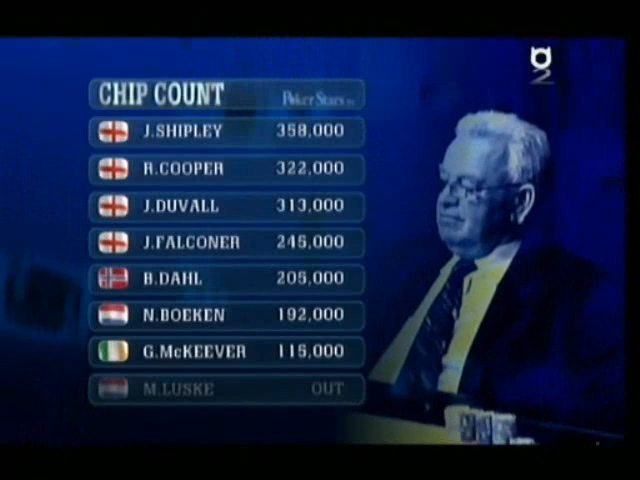 CHIP COUNT PokerStars
J.SHIPLEY 358,000
R.COOPER 322,000
J.DUVALL 313,000
J.FALCONER 245,000
B.DAHL 205,000
N.BOEKEN 192,000
G.McKEEVER 115,000
M.LUSKE OUT
2